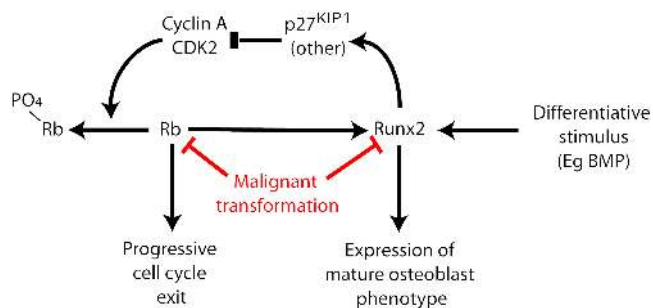 Cyclin A
CDK2
p27KIP1
(other)
PO4
Rb
Rb
Runx2
Differentiative
stimulus
(Eg BMP)
Malignant
transformation
Progressive
cell cycle
exit
Expression of
mature osteoblast
phenotype